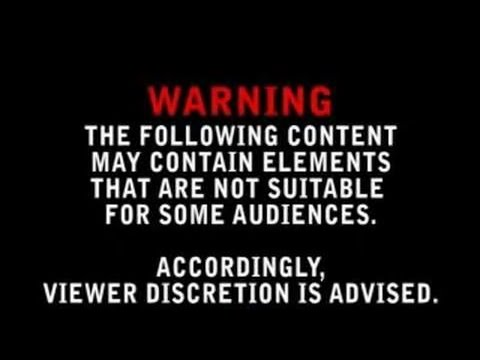 WARNING
THE FOLLOWING CONTENT
MAY CONTAIN ELEMENTS
THAT ARE NOT SUITABLE
FOR SOME AUDIENCES.
ACCORDINGLY,
VIEWER DISCRETION IS ADVISED.